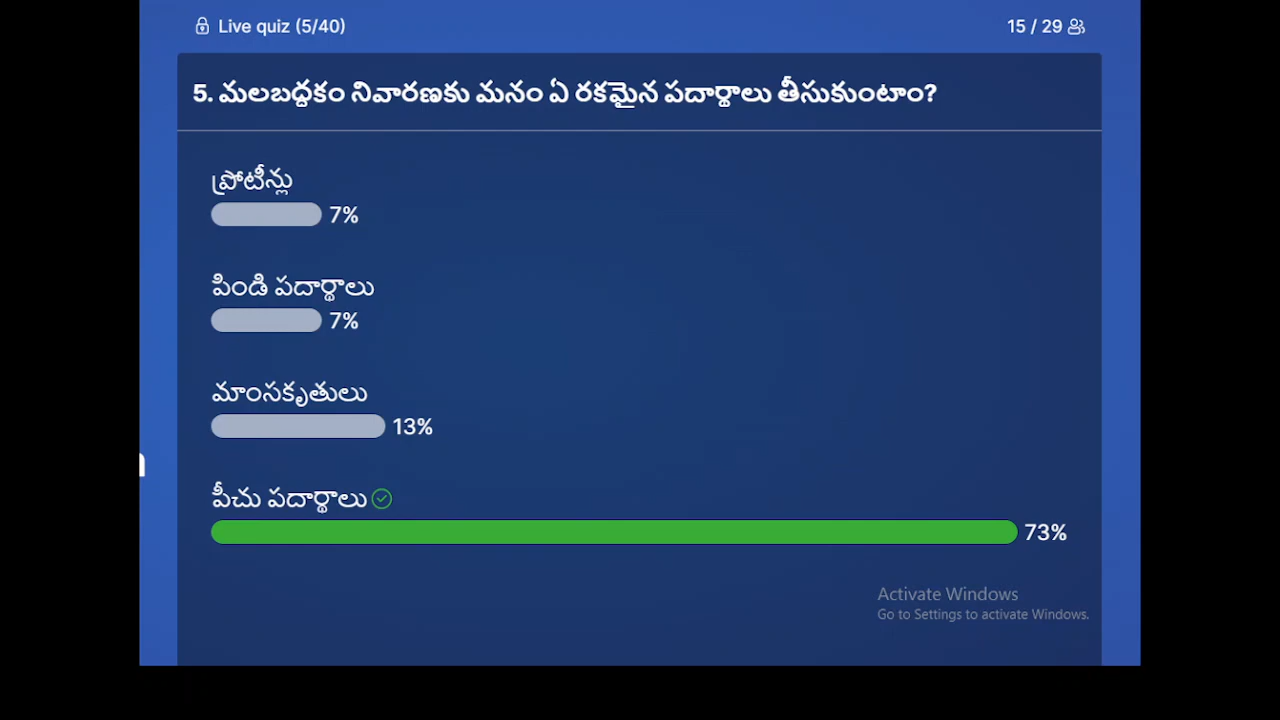 Live quiz (5/40)
15 / 29
5. మలబద్ధకం నివారణకు మనం ఏ రకమైన పదార్థాలు తీసుకుంటాం?
ప్రోటీన్లు
7%
పిండి పదార్థాలు
7%
మాంసకృతులు
13%
పీచు పదార్థాలు
73%
Activate Windows
Go to Settings to activate Windows.